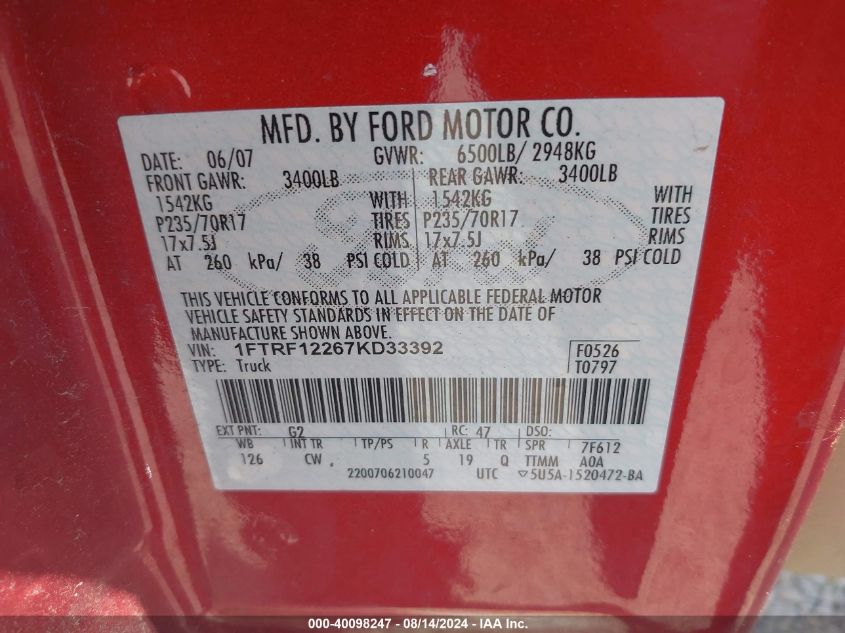 MFD. BY FORD MOTOR CO.
DATE: 06/07 GVWR: 6500LB/ 2948KG
FRONT GAWR: 3400LB REAR GAWR: 3400LB
1542KG WITH 1542KG WITH
P235/70R17 TIRES P235/70R17 TIRES
17x7.5J RIMS 17x7.5J RIMS
AT 260 kPa/ 38 PSI COLD AT 260 kPa/ 38 PSI COLD
THIS VEHICLE CONFORMS TO ALL APPLICABLE FEDERAL MOTOR
VEHICLE SAFETY STANDARDS IN EFFECT ON THE DATE OF
MANUFACTURE SHOWN ABOVE.
VIN: 1FTRF12267KD33392 F0526
TYPE: Truck T0797
EXT PNT: G2 RC: 47 DSO:
WB INT TR TP/PS R AXLE TR SPR 7F612
126 CW 5 19 Q TTMM A0A
2200706210047 UTC ▽5U5A-1520472-BA
000-40098247 - 08/14/2024 - IAA Inc.